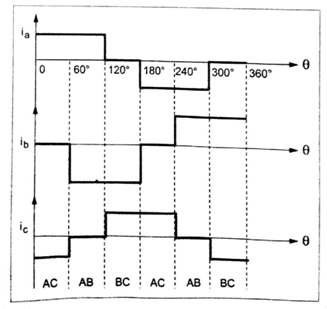 ia
0 60° 120° 180° 240° 300° 360° θ
ib θ
ic θ
AC AB BC AC AB BC